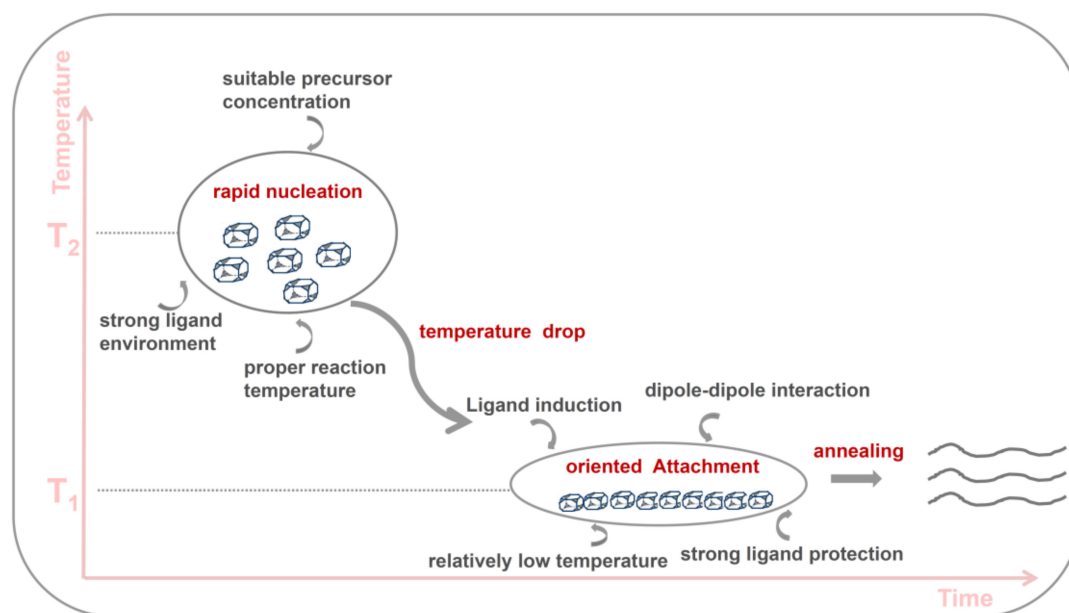 suitable precursor
concentration
Temperature
rapid nucleation
T2
strong ligand
environment
temperature drop
proper reaction
temperature
dipole-dipole interaction
Ligand induction
annealing
oriented Attachment
T1
relatively low temperature
strong ligand protection
Time